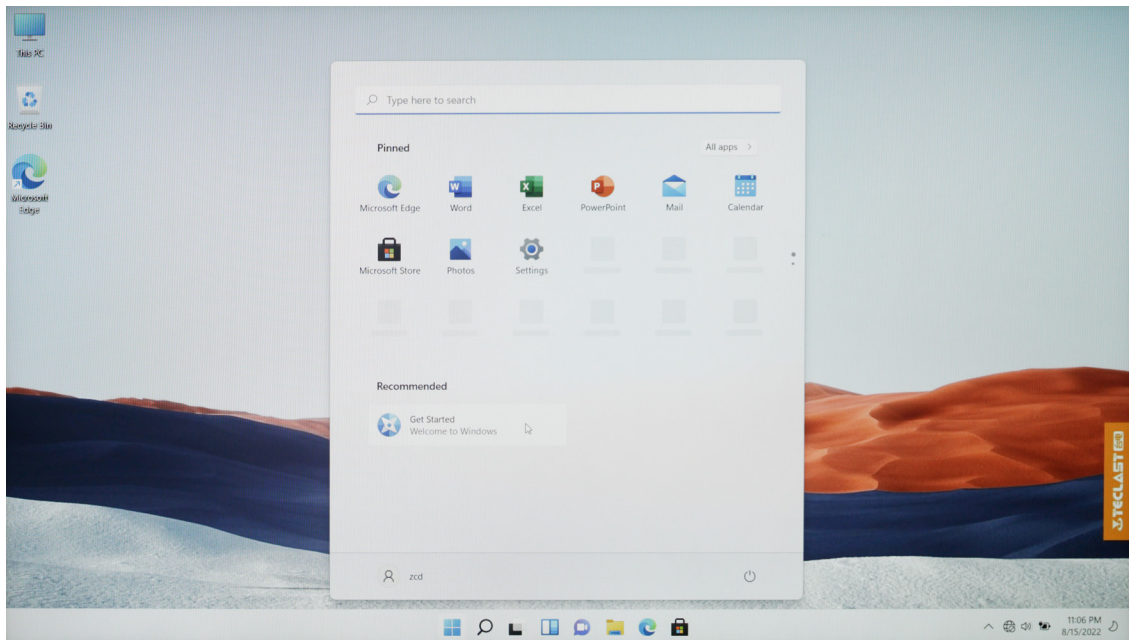 This PC
Recycle Bin
Microsoft
Edge
Type here to search
Pinned
All apps
Microsoft Edge
Word
Excel
PowerPoint
Mail
Calendar
Microsoft Store
Photos
Settings
Recommended
Get Started
Welcome to Windows
zcd
11:06 PM
8/15/2022
TECLAST